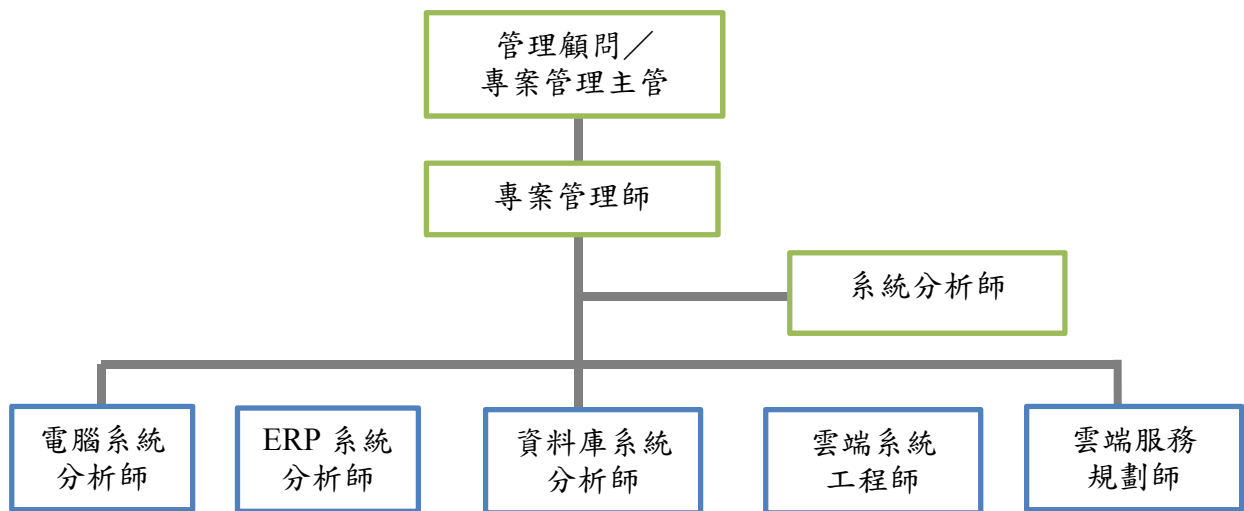 管理顧問／
專案管理主管
專案管理師
系統分析師
電腦系統
分析師
ERP 系統
分析師
資料庫系統
分析師
雲端系統
工程師
雲端服務
規劃師